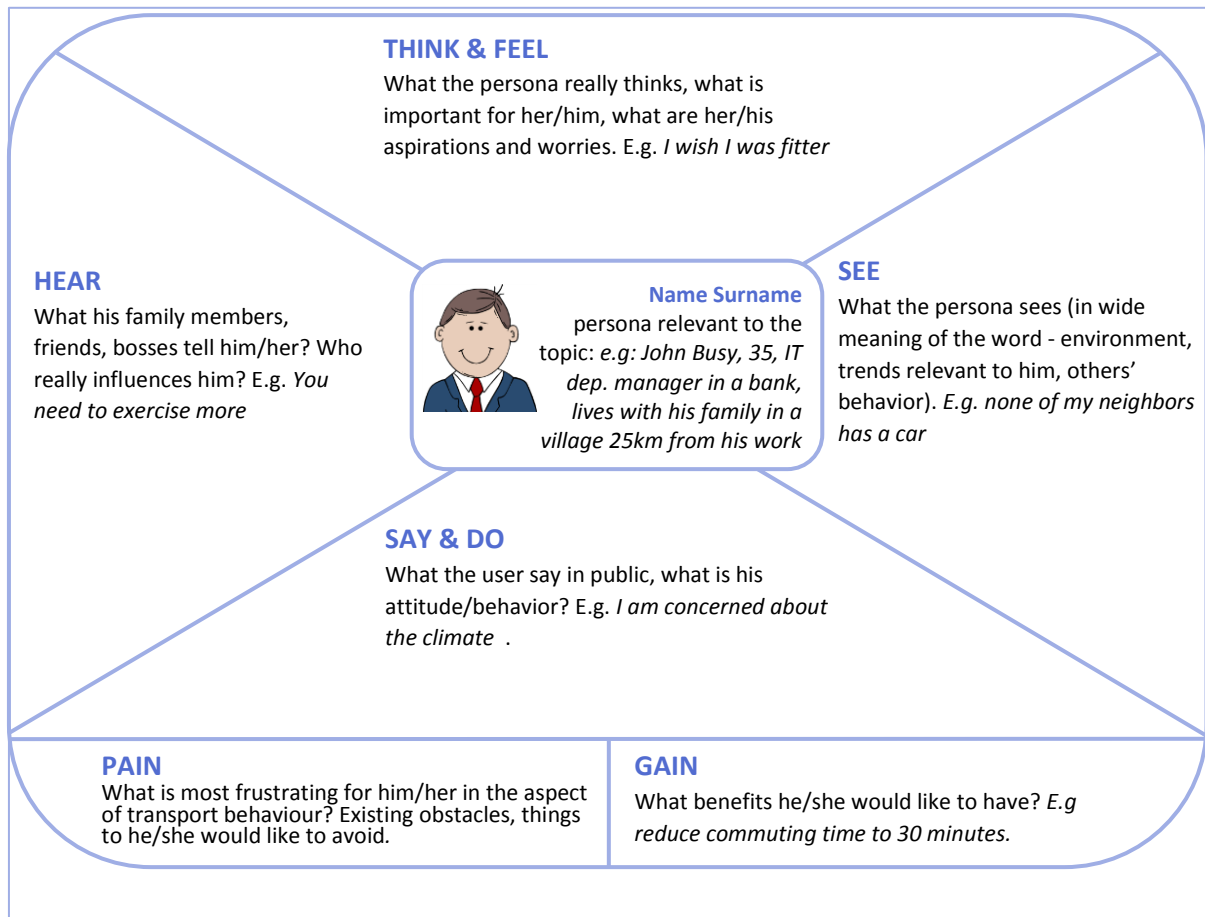 THINK & FEEL
What the persona really thinks, what is
important for her/him, what are her/his
aspirations and worries. E.g. I wish I was fitter
HEAR
What his family members,
friends, bosses tell him/her? Who
really influences him? E.g. You
need to exercise more
Name Surname
persona relevant to the
topic: e.g: John Busy, 35, IT
dep. manager in a bank,
lives with his family in a
village 25km from his work
SEE
What the persona sees (in wide
meaning of the word - environment,
trends relevant to him, others’
behavior). E.g. none of my neighbors
has a car
SAY & DO
What the user say in public, what is his
attitude/behavior? E.g. I am concerned about
the climate .
PAIN
What is most frustrating for him/her in the aspect
of transport behaviour? Existing obstacles, things
to he/she would like to avoid.
GAIN
What benefits he/she would like to have? E.g
reduce commuting time to 30 minutes.